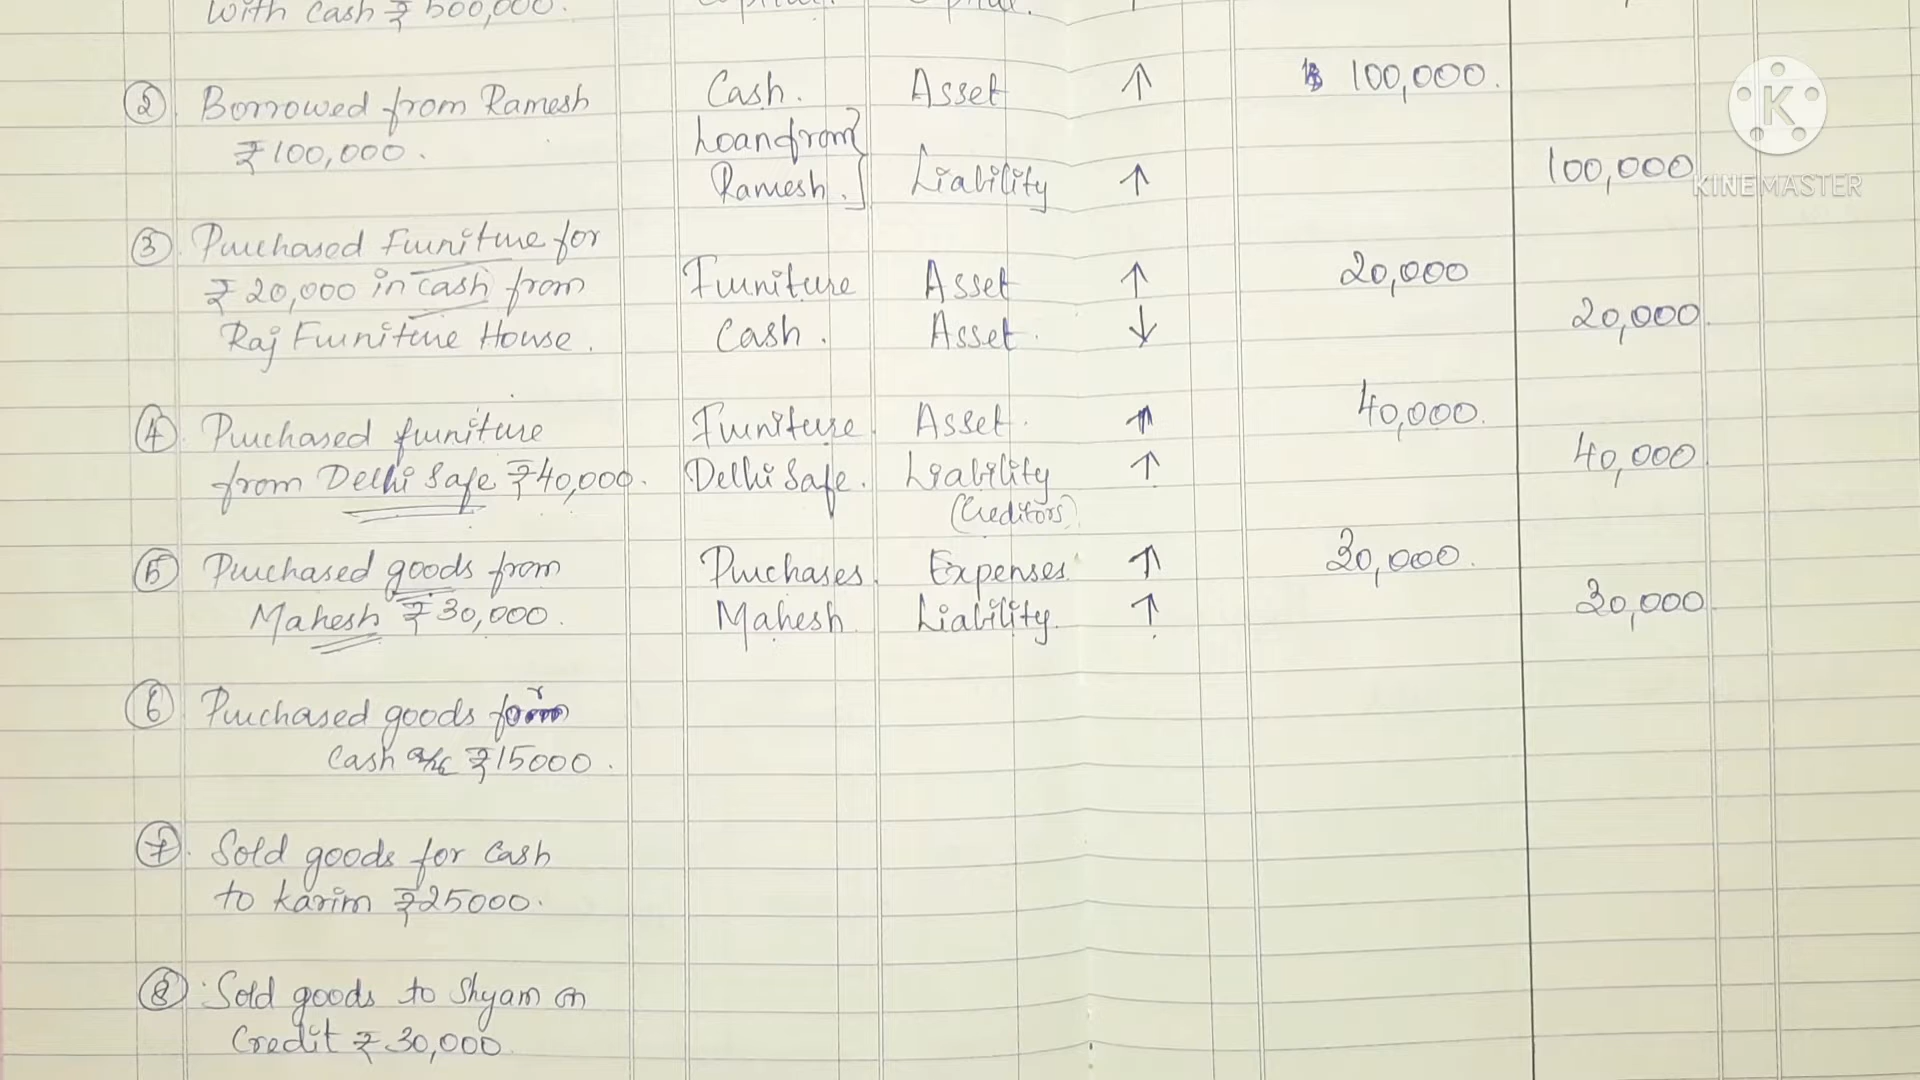 with cash ₹ 500,000.
② Borrowed from Ramesh Cash. Asset ↑ 100,000.
₹ 100,000. Loan from
Ramesh. Liability ↑ 100,000
KINEMASTER
③ Purchased Furniture for
₹ 20,000 in cash from Furniture Asset ↑ 20,000
Raj Furniture House. Cash. Asset. ↓ 20,000
④ Purchased furniture Furniture Asset. ↑ 40,000.
from Delhi Safe ₹40,000. Delhi Safe. Liability ↑ 40,000
(Creditors)
⑤ Purchased goods from Purchases Expenses ↑ 30,000.
Mahesh ₹ 30,000. Mahesh Liability. ↑ 30,000
⑥ Purchased goods for
Cash ₹15000.
⑦. Sold goods for Cash
to Karim ₹25000.
⑧. Sold goods to Shyam on
Credit ₹ 30,000